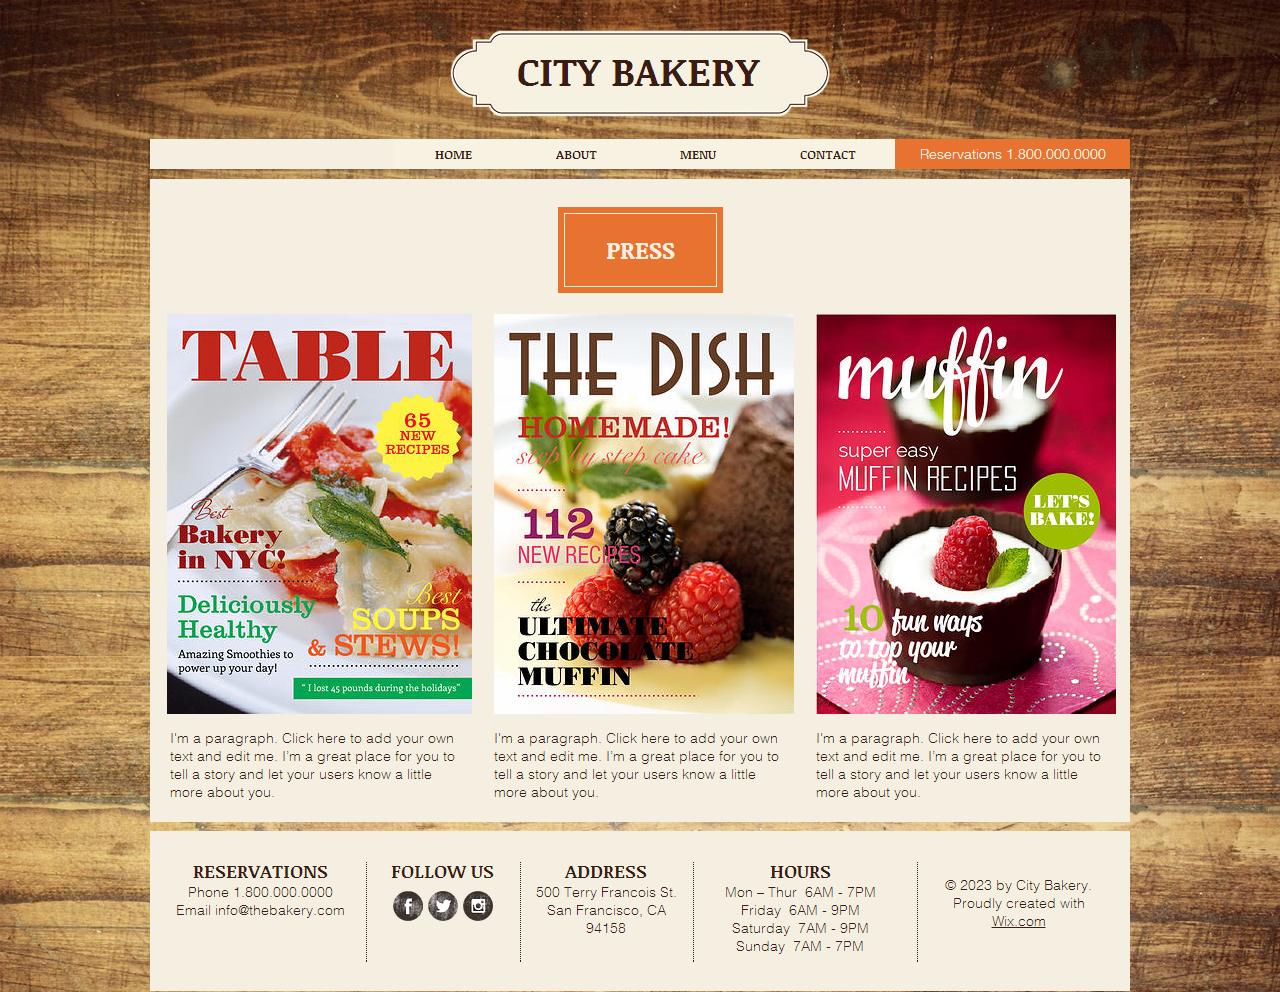 CITY BAKERY
HOME ABOUT MENU CONTACT Reservations 1.800.000.0000
PRESS
TABLE
65
NEW
RECIPES
Best
Bakery
in NYC!
Deliciously
Healthy
Amazing Smoothies to
power up your day!
Best
SOUPS
& STEWS!
“ I lost 45 pounds during the holidays”
THE DISH
HOMEMADE!
step by step cake
112
NEW RECIPES
the
ULTIMATE
CHOCOLATE
MUFFIN
muffin
super easy
MUFFIN RECIPES
LET'S
BAKE!
10 fun ways
to top your
muffin
I'm a paragraph. Click here to add your own
text and edit me. I’m a great place for you to
tell a story and let your users know a little
more about you.
I'm a paragraph. Click here to add your own
text and edit me. I’m a great place for you to
tell a story and let your users know a little
more about you.
I'm a paragraph. Click here to add your own
text and edit me. I’m a great place for you to
tell a story and let your users know a little
more about you.
RESERVATIONS
Phone 1.800.000.0000
Email info@thebakery.com
FOLLOW US
ADDRESS
500 Terry Francois St.
San Francisco, CA
94158
HOURS
Mon – Thur 6AM - 7PM
Friday 6AM - 9PM
Saturday 7AM - 9PM
Sunday 7AM - 7PM
© 2023 by City Bakery.
Proudly created with
Wix.com